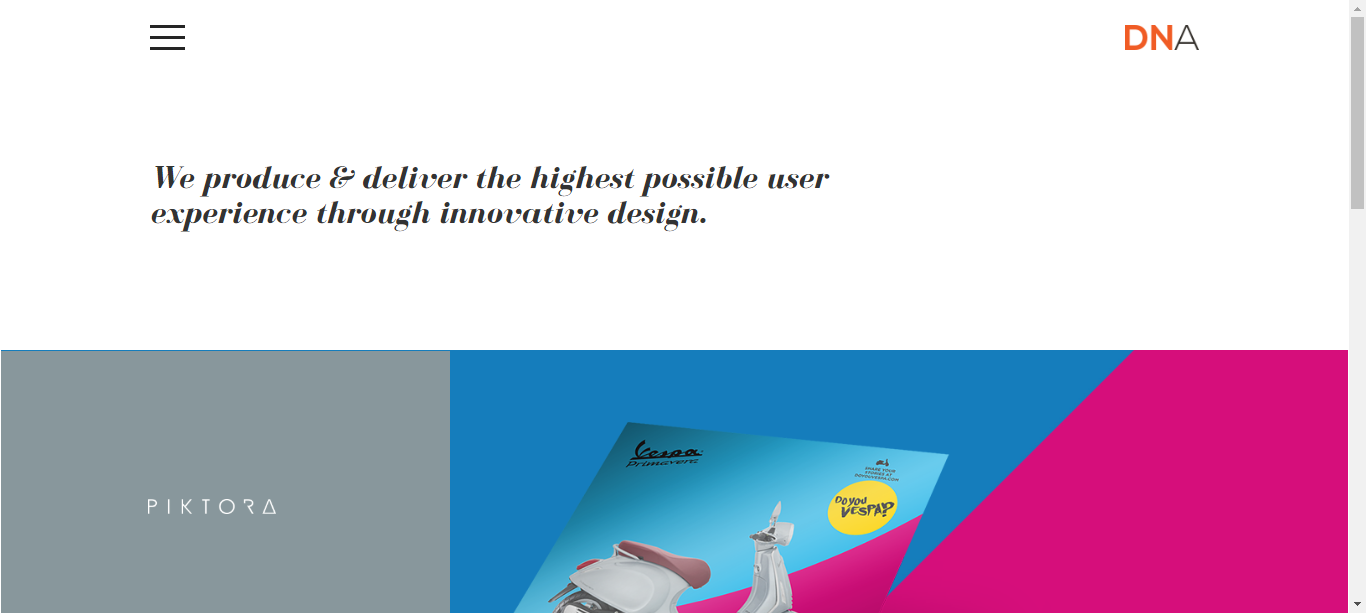 DNA
We produce & deliver the highest possible user
experience through innovative design.
PIKTORA
Vespa
Primavera
SHARE YOUR
STORIES AT
DOYOUVESPA.COM
Do you
VESPA?